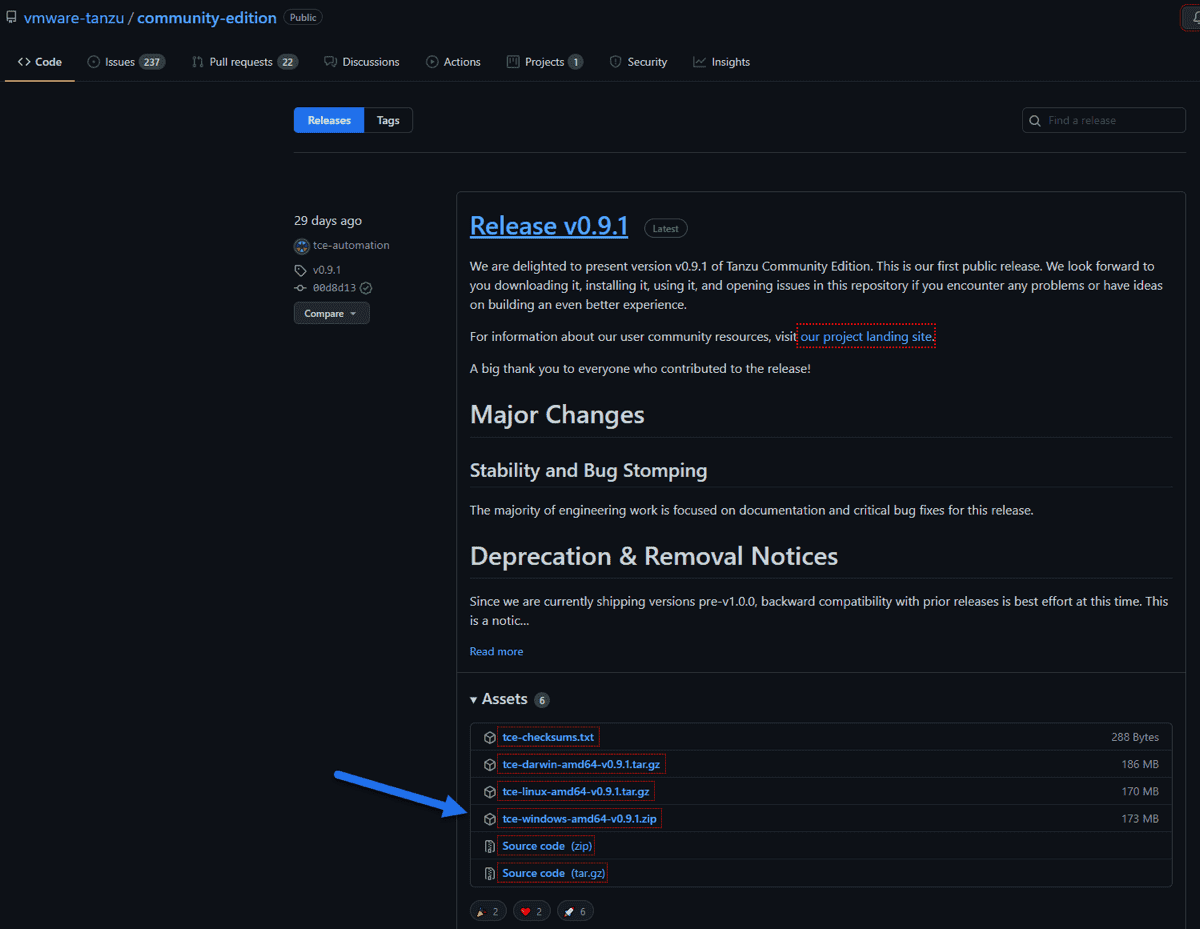 vmware-tanzu / community-edition Public
Code Issues 237 Pull requests 22 Discussions Actions Projects 1 Security Insights
Releases Tags Find a release
29 days ago
tce-automation
v0.9.1
00d8d13
Compare
Release v0.9.1 Latest
We are delighted to present version v0.9.1 of Tanzu Community Edition. This is our first public release. We look forward to
you downloading it, installing it, using it, and opening issues in this repository if you encounter any problems or have ideas
on building an even better experience.
For information about our user community resources, visit our project landing site.
A big thank you to everyone who contributed to the release!
Major Changes
Stability and Bug Stomping
The majority of engineering work is focused on documentation and critical bug fixes for this release.
Deprecation & Removal Notices
Since we are currently shipping versions pre-v1.0.0, backward compatibility with prior releases is best effort at this time. This
is a notic...
Read more
Assets 6
tce-checksums.txt 288 Bytes
tce-darwin-amd64-v0.9.1.tar.gz 186 MB
tce-linux-amd64-v0.9.1.tar.gz 170 MB
tce-windows-amd64-v0.9.1.zip 173 MB
Source code (zip)
Source code (tar.gz)
2 2 6